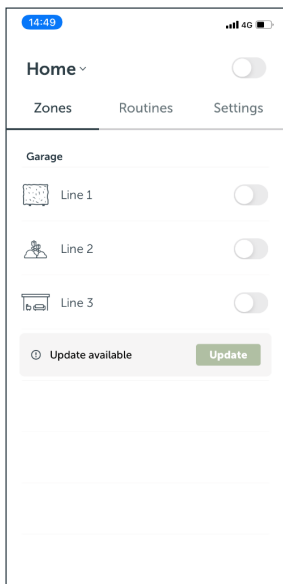 14:49
4G
Home
Zones Routines Settings
Garage
Line 1
Line 2
Line 3
Update available Update